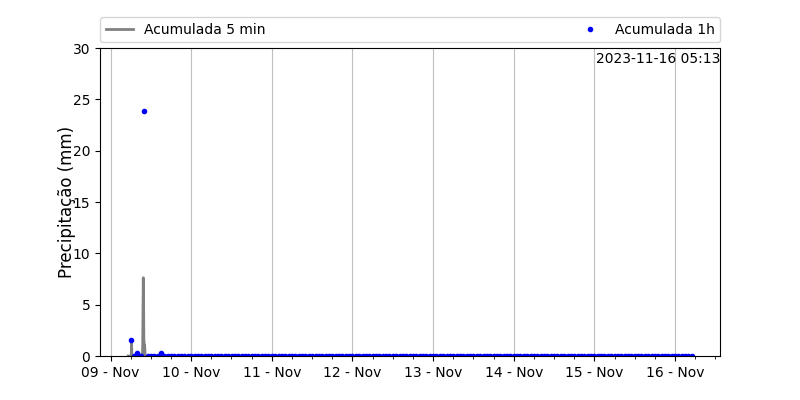 Acumulada 5 min
Acumulada 1h
2023-11-16 05:13
Precipitação (mm)
30
25
20
15
10
5
0
09 - Nov
10 - Nov
11 - Nov
12 - Nov
13 - Nov
14 - Nov
15 - Nov
16 - Nov